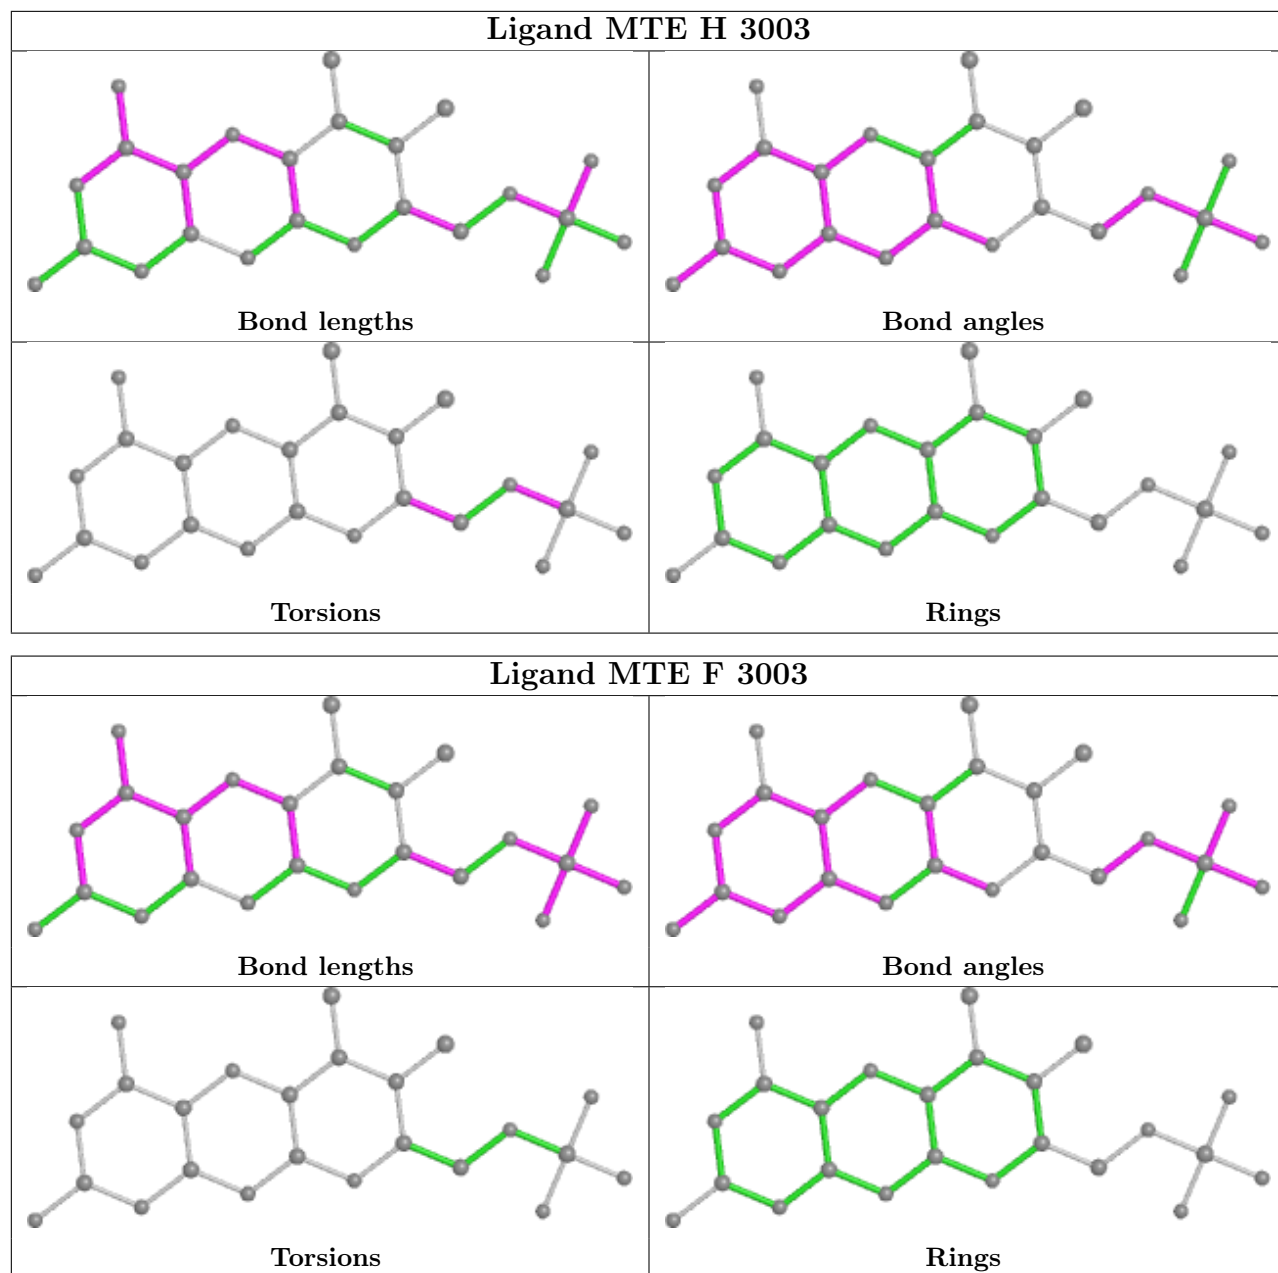 Ligand MTE H 3003
Bond lengths
Bond angles
Torsions
Rings
Ligand MTE F 3003
Bond lengths
Bond angles
Torsions
Rings